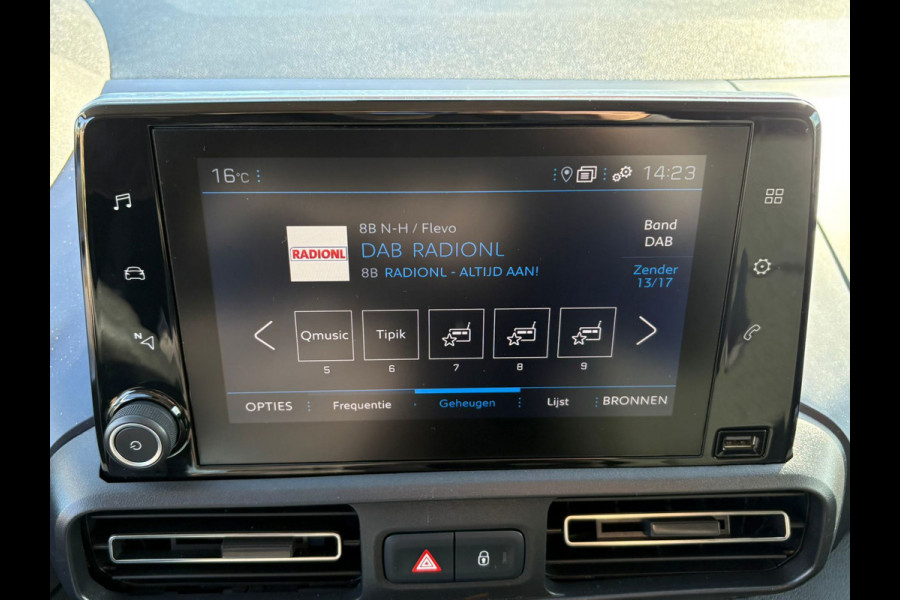 16°C
14:23
8B N-H / Flevo
DAB RADIONL
8B RADIONL - ALTIJD AAN!
RADIONL
Band
DAB
Zender
13/17
Qmusic
Tipik
5 6 7 8 9
OPTIES Frequentie Geheugen Lijst BRONNEN
N